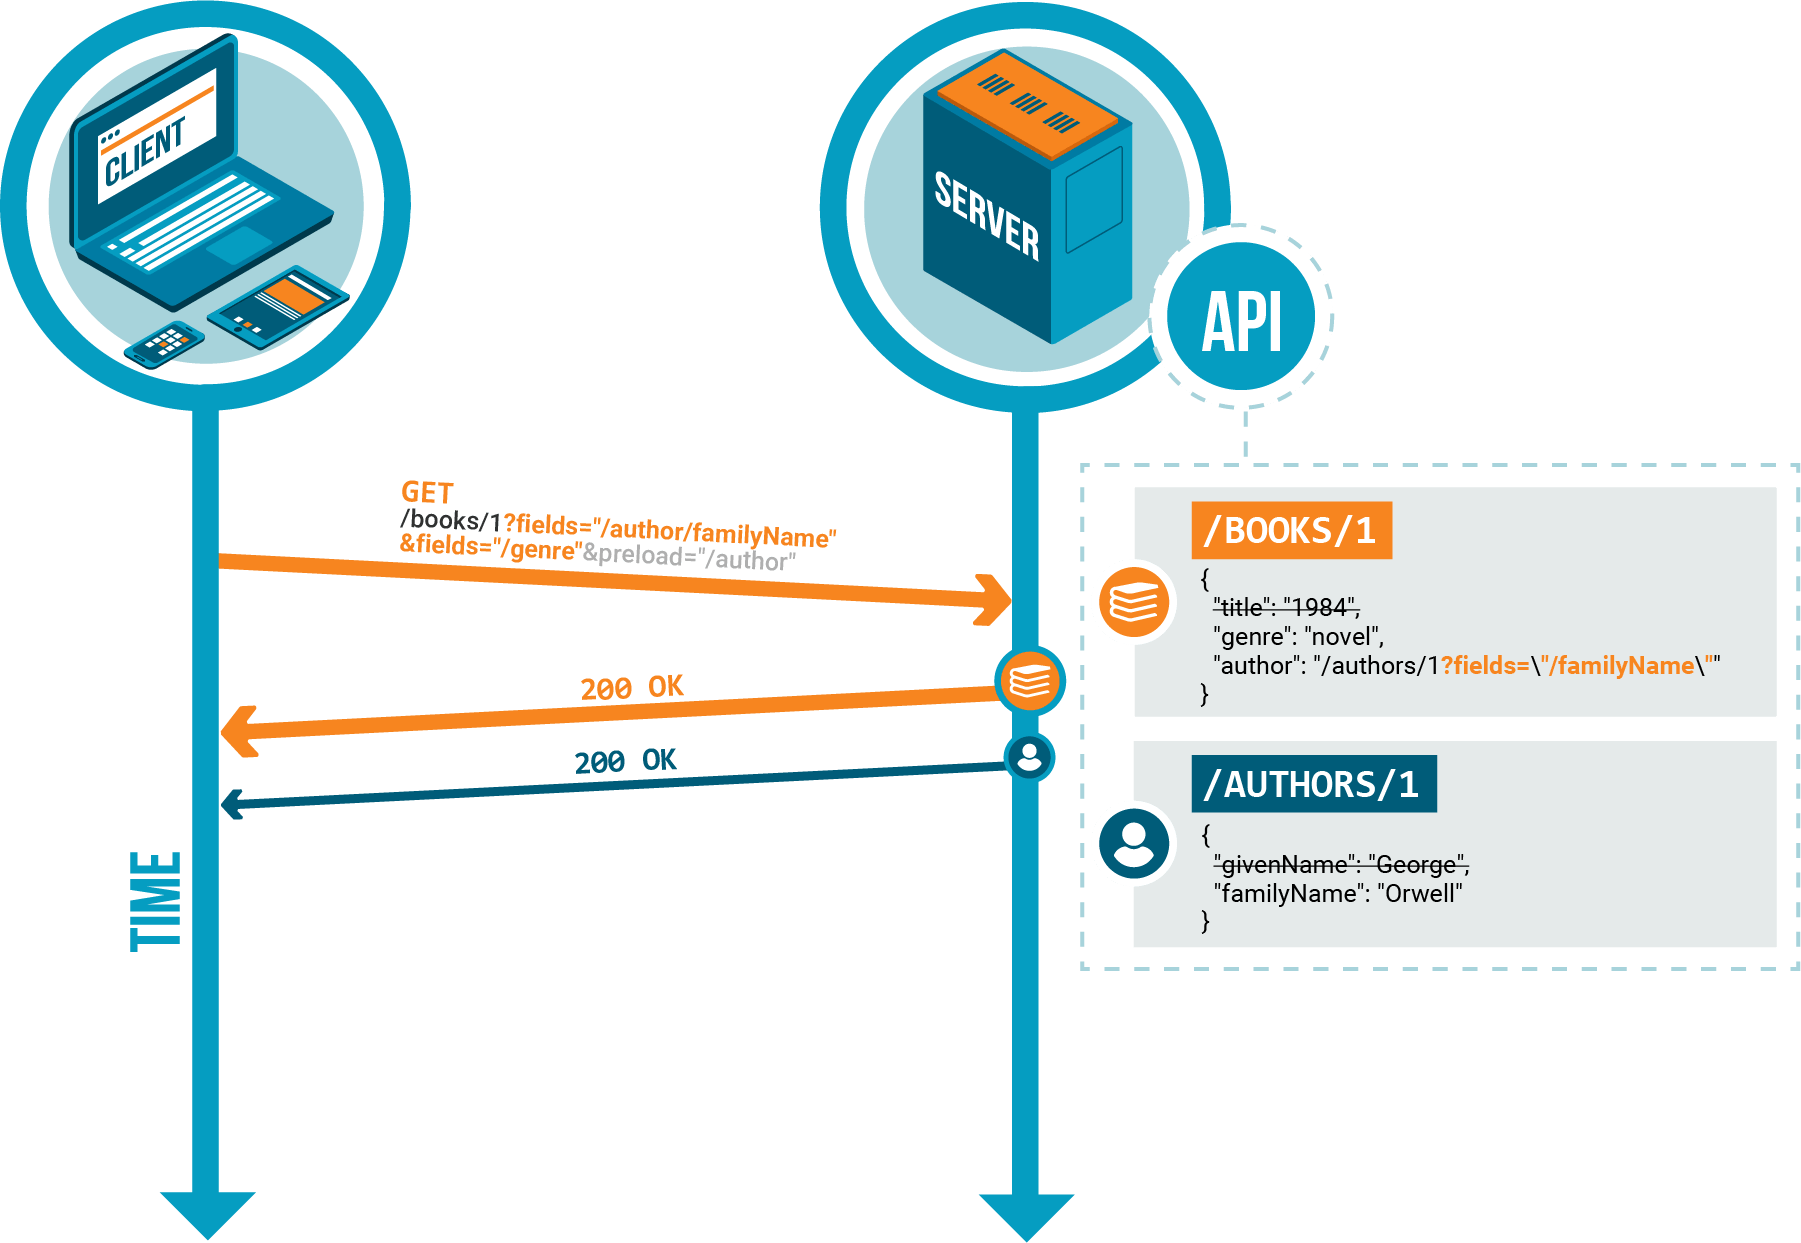 CLIENT
SERVER
API
GET
/books/1?fields="/author/familyName"
&fields="/genre"&preload="/author"
200 OK
200 OK
TIME
/BOOKS/1
{
"title": "1984",
"genre": "novel",
"author": "/authors/1?fields=\"/familyName\""
}
/AUTHORS/1
{
"givenName": "George",
"familyName": "Orwell"
}